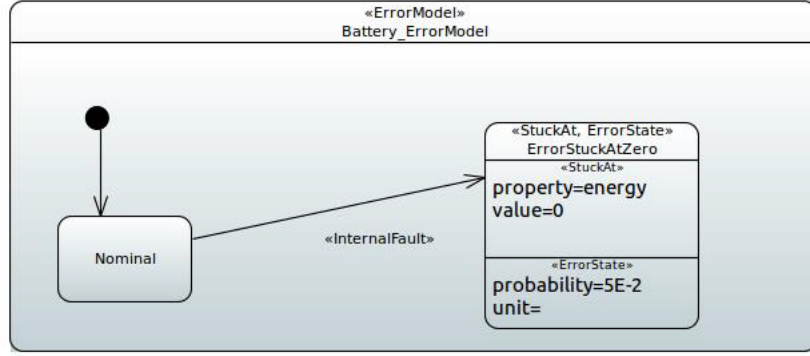 «ErrorModel»
Battery_ErrorModel
Nominal
«InternalFault»
«StuckAt, ErrorState»
ErrorStuckAtZero
«StuckAt»
property=energy
value=0
«ErrorState»
probability=5E-2
unit=